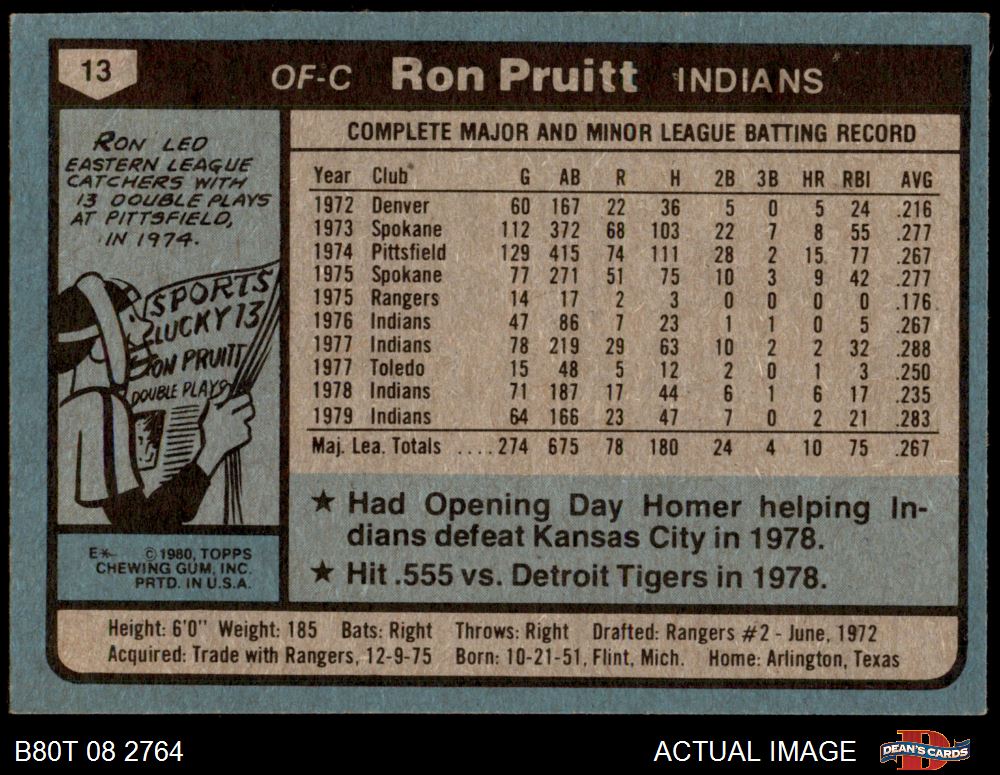 13
OF-C Ron Pruitt INDIANS
RON LED
EASTERN LEAGUE
CATCHERS WITH
13 DOUBLE PLAYS
AT PITTSFIELD,
IN 1974.
SPORTS
LUCKY 13
RON PRUITT
DOUBLE PLAYS
E* © 1980, TOPPS
CHEWING GUM, INC.
PRTD. IN U.S.A.
COMPLETE MAJOR AND MINOR LEAGUE BATTING RECORD
Year Club G AB R H 2B 3B HR RBI AVG
1972 Denver 60 167 22 36 5 0 5 24 .216
1973 Spokane 112 372 68 103 22 7 8 55 .277
1974 Pittsfield 129 415 74 111 28 2 15 77 .267
1975 Spokane 77 271 51 75 10 3 9 42 .277
1975 Rangers 14 17 2 3 0 0 0 0 .176
1976 Indians 47 86 7 23 1 1 0 5 .267
1977 Indians 78 219 29 63 10 2 2 32 .288
1977 Toledo 15 48 5 12 2 0 1 3 .250
1978 Indians 71 187 17 44 6 1 6 17 .235
1979 Indians 64 166 23 47 7 0 2 21 .283
Maj. Lea. Totals ....274 675 78 180 24 4 10 75 .267
★ Had Opening Day Homer helping In-
dians defeat Kansas City in 1978.
★ Hit .555 vs. Detroit Tigers in 1978.
Height: 6'0" Weight: 185 Bats: Right Throws: Right Drafted: Rangers #2 - June, 1972
Acquired: Trade with Rangers, 12-9-75 Born: 10-21-51, Flint, Mich. Home: Arlington, Texas
B80T 08 2764 ACTUAL IMAGE D DEAN'S CARDS